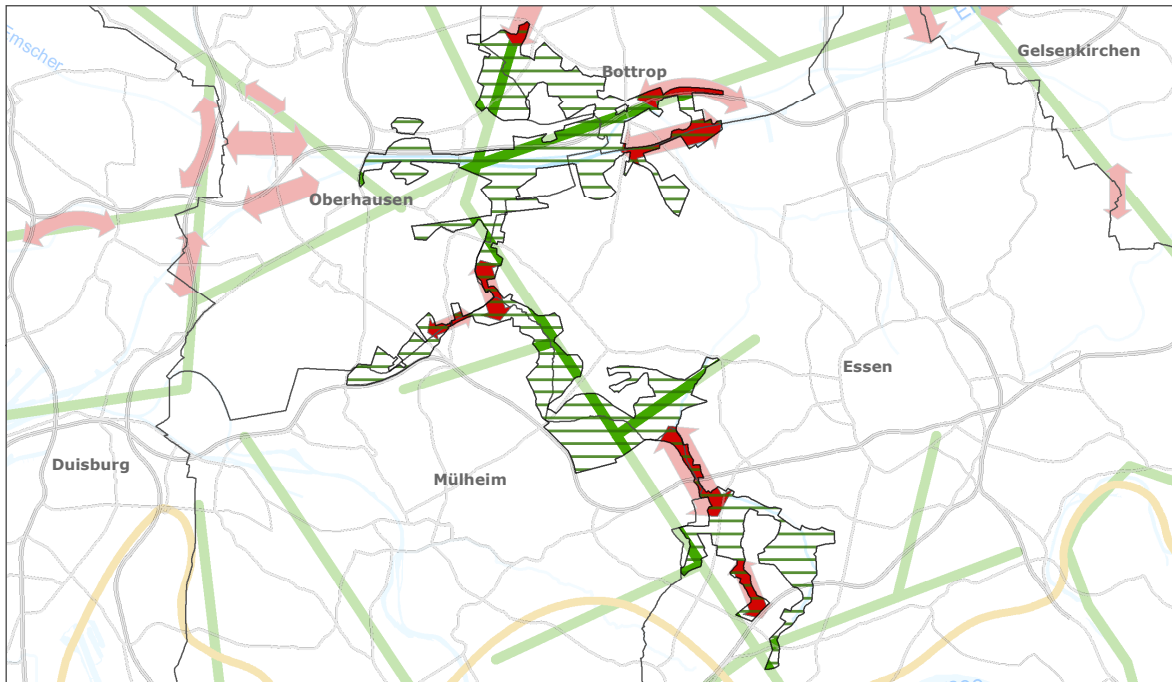 Emscher
Gelsenkirchen
Bottrop
Oberhausen
Essen
Duisburg
Mülheim